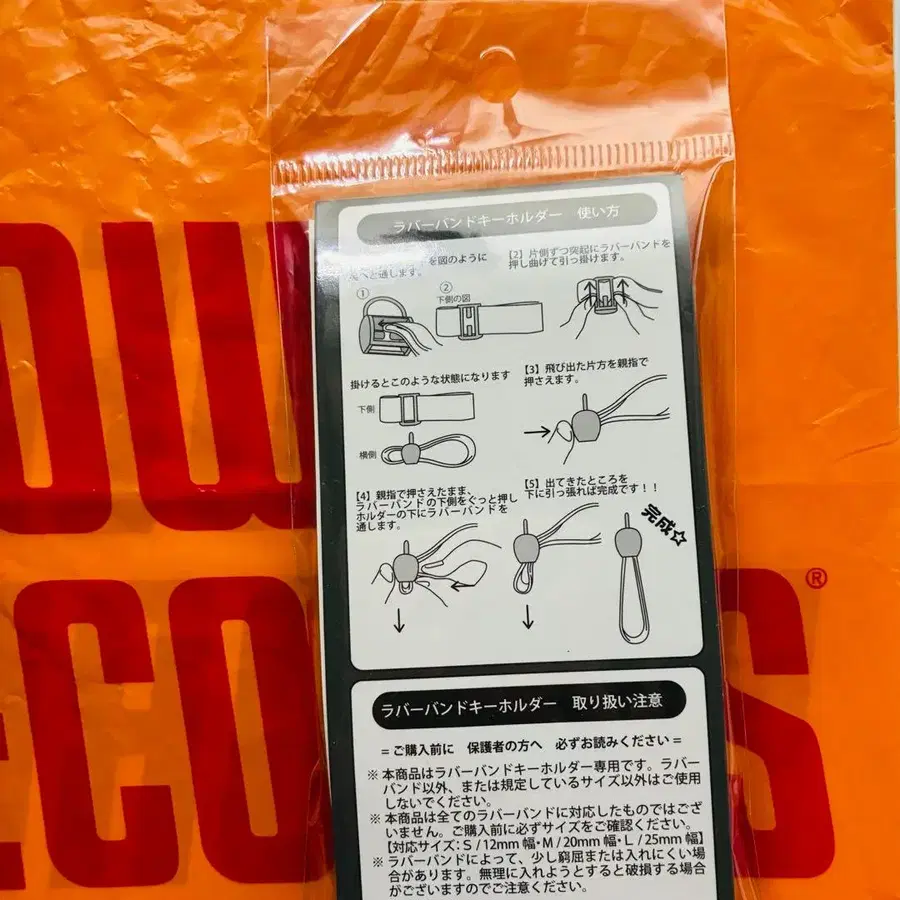 OW
ECO
S
®
ラバーバンドキーホルダー 使い方
を図のように
通します。
【2】片側ずつ突起にラバーバンドを
押し曲げて引っ掛けます。
①
②
下側の図
掛けるとこのような状態になります
下側
横側
【3】飛び出た片方を親指で
押さえます。
【4】親指で押さえたまま、
ラバーバンドの下側をぐっと押し
ホルダーの下にラバーバンドを
通します。
【5】出てきたところを
下に引っ張れば完成です！！
完成☆
ラバーバンドキーホルダー 取り扱い注意
= ご購入前に 保護者の方へ 必ずお読みください =
※ 本商品はラバーバンドキーホルダー専用です。ラバー
バンド以外、または規定しているサイズ以外はご使用
しないでください。
※ 本商品は全てのラバーバンドに対応したものではござ
いません。ご購入前に必ずサイズをご確認ください。
【対応サイズ：S / 12mm 幅・M / 20mm 幅・L / 25mm 幅】
※ ラバーバンドによって、少し窮屈または入れにくい場
合があります。無理に入れようとすると破損する場合
がございますのでご注意ください。